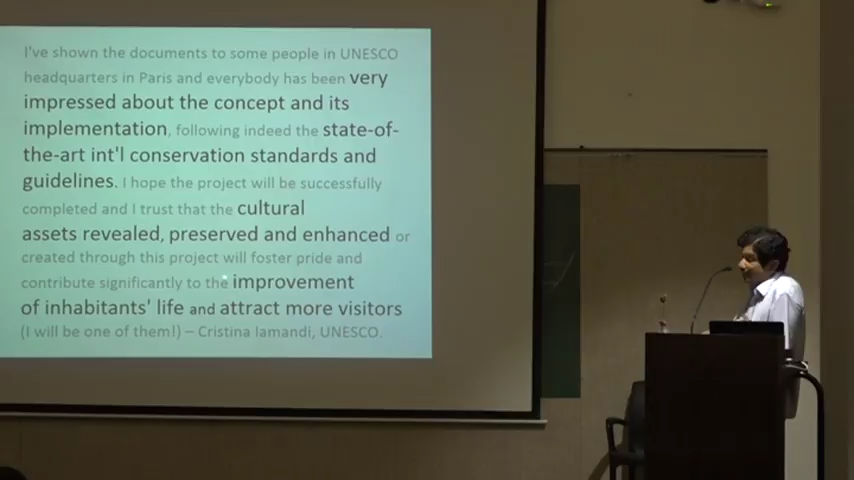 I've shown the documents to some people in UNESCO
headquarters in Paris and everybody has been very
impressed about the concept and its
implementation, following indeed the state-of-
the-art int'l conservation standards and
guidelines. I hope the project will be successfully
completed and I trust that the cultural
assets revealed, preserved and enhanced or
created through this project will foster pride and
contribute significantly to the improvement
of inhabitants' life and attract more visitors
(I will be one of them!) – Cristina Iamandi, UNESCO.